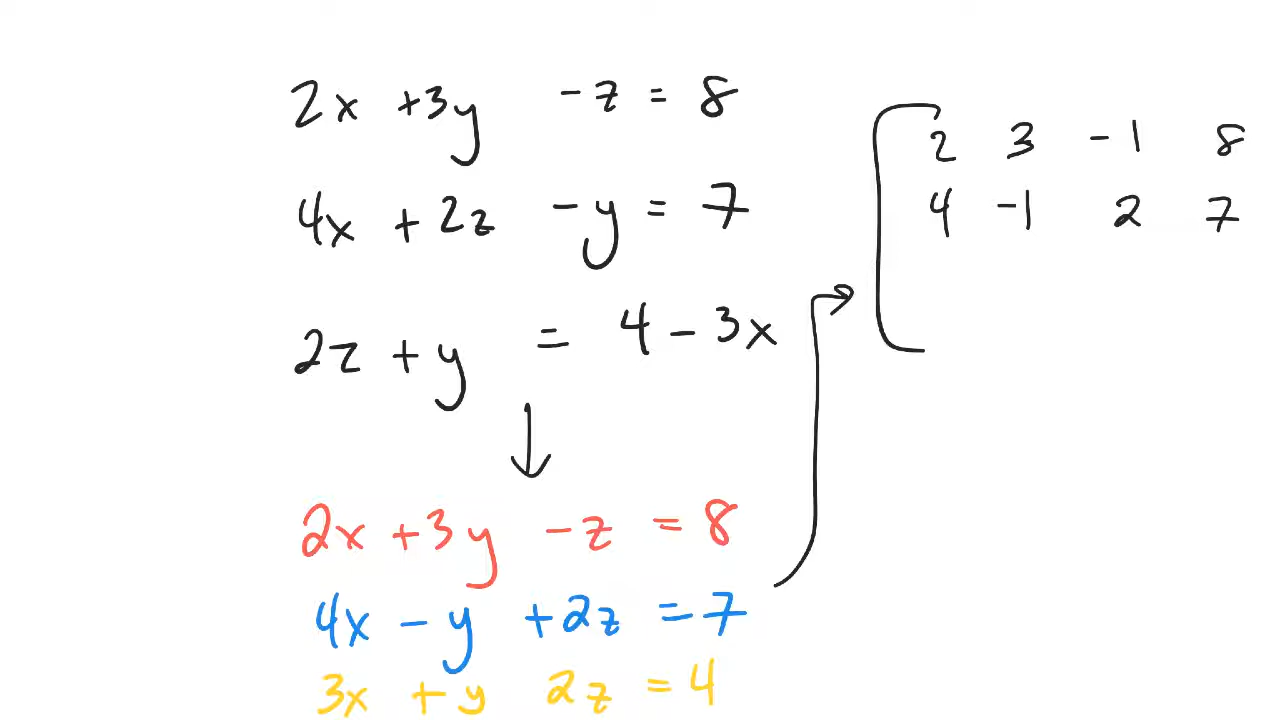 2x +3y -z = 8
4x +2z -y = 7
2z + y = 4 - 3x
2x +3y -z = 8
4x - y +2z = 7
3x + y 2z = 4
2 3 -1 8
4 -1 2 7